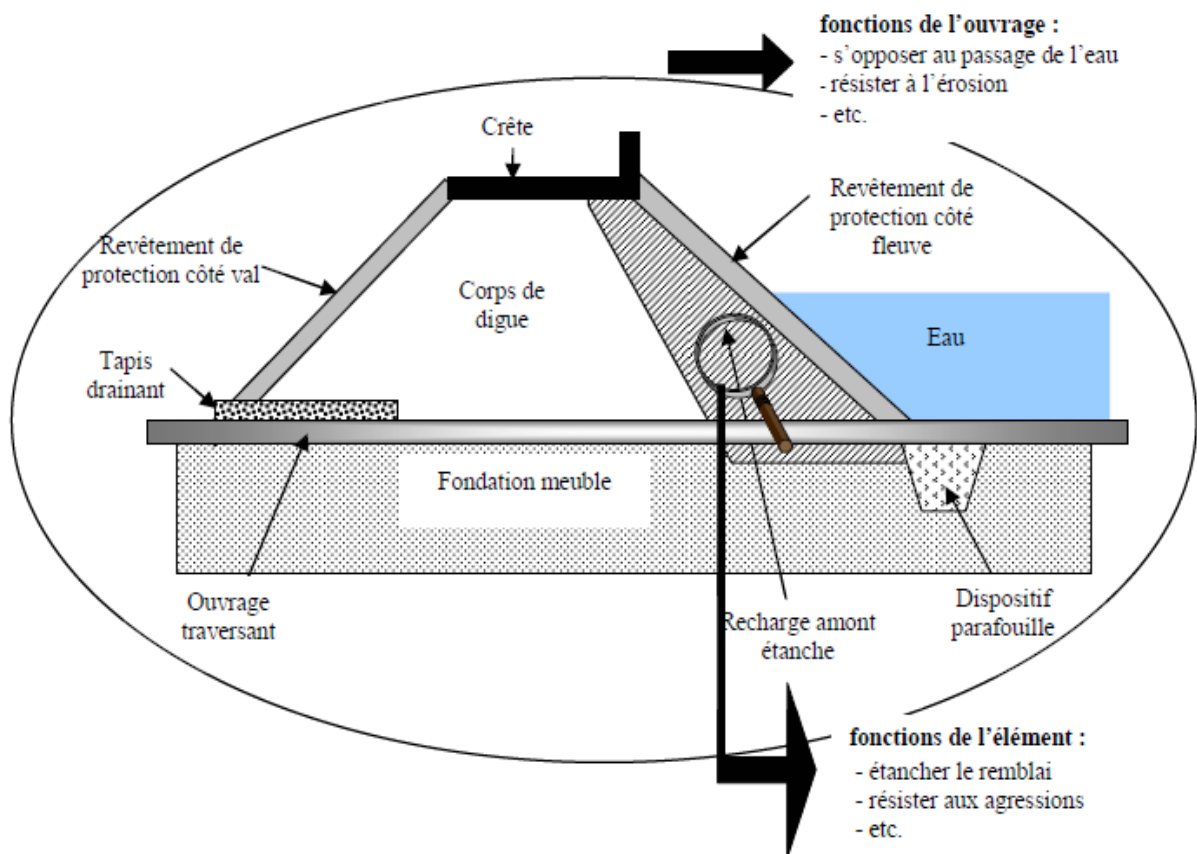 fonctions de l’ouvrage :
- s’opposer au passage de l’eau
- résister à l’érosion
- etc.
Crête
Revêtement de
protection côté
fleuve
Revêtement de
protection côté val
Corps de
digue
Eau
Tapis
drainant
Fondation meuble
Ouvrage
traversant
Recharge amont
étanche
Dispositif
parafouille
fonctions de l’élément :
- étancher le remblai
- résister aux agressions
- etc.